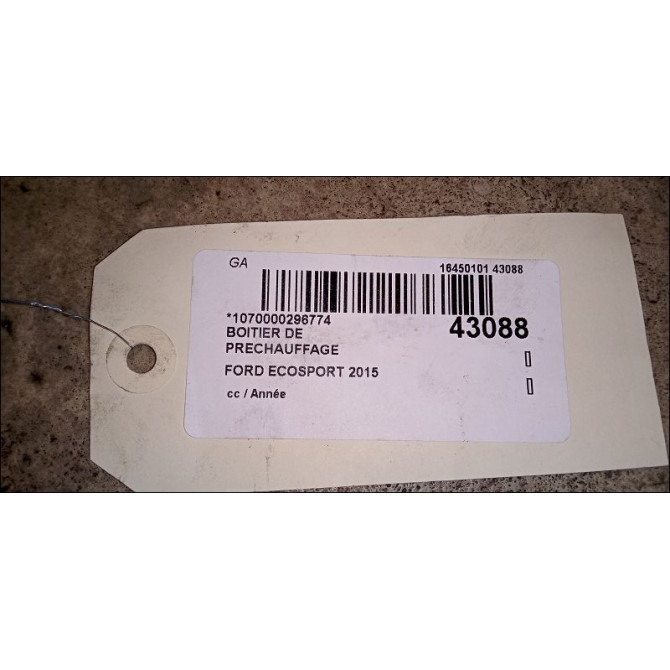 GA
16450101 43088
*1070000296774
43088
BOITIER DE
PRECHAUFFAGE
FORD ECOSPORT 2015
cc / Année